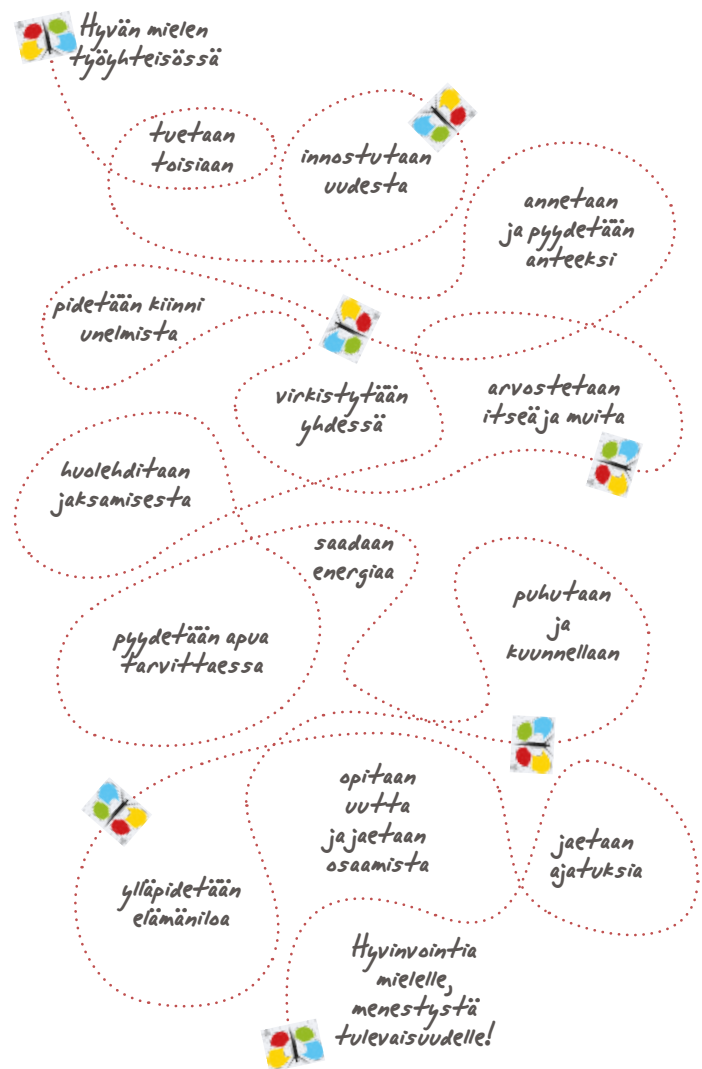 Hyvän mielen
työyhteisössä
tuetaan
toisiaan
innostutaan
uudesta
annetaan
ja pyydetään
anteeksi
pidetään kiinni
unelmista
virkistytään
yhdessä
arvostetaan
itseä ja muita
huolehditaan
jaksamisesta
saadaan
energiaa
puhutaan
ja
kuunnellaan
pyydetään apua
tarvittaessa
opitaan
uutta
ja jaetaan
osaamista
jaetaan
ajatuksia
ylläpidetään
elämäniloa
Hyvinvointia
mielelle,
menestystä
tulevaisuudelle!